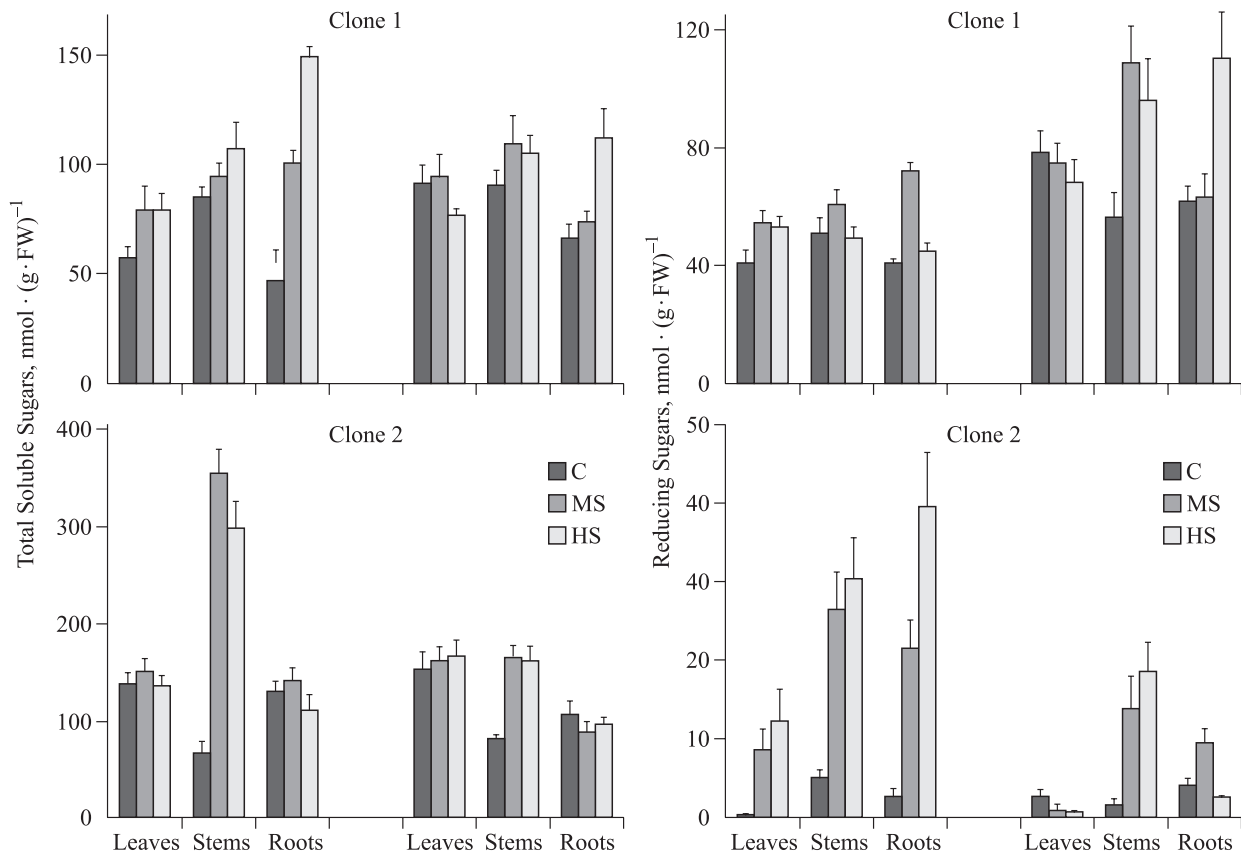 Clone 1
150
100
50
0
Total Soluble Sugars, nmol · (g·FW)⁻¹
Clone 2
400
300
200
100
0
C
MS
HS
Leaves Stems Roots Leaves Stems Roots
Clone 1
120
80
40
0
Reducing Sugars, nmol · (g·FW)⁻¹
Clone 2
50
40
40
20
10
0
C
MS
HS
Leaves Stems Roots Leaves Stems Roots